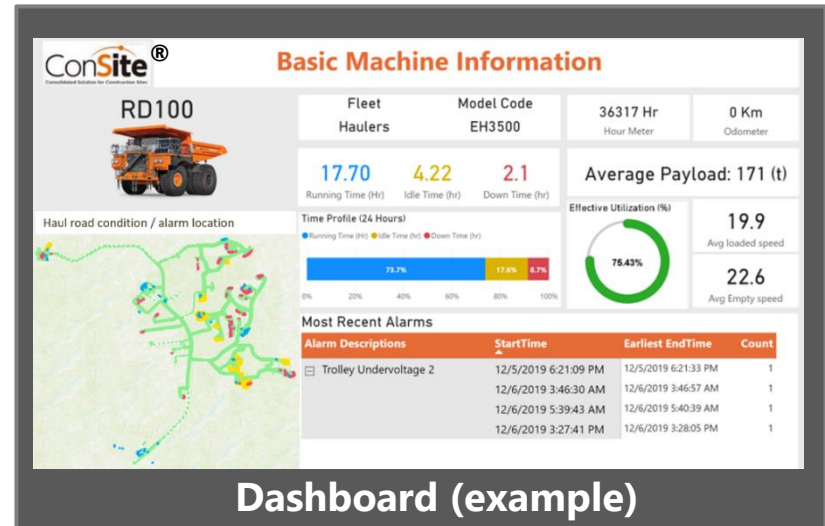 ConSite®
Consolidated Solution for Construction Sites
Basic Machine Information
RD100
Fleet
Haulers
Model Code
EH3500
36317 Hr
Hour Meter
0 Km
Odometer
17.70
Running Time (Hr)
4.22
Idle Time (hr)
2.1
Down Time (hr)
Average Payload: 171 (t)
Haul road condition / alarm location
Time Profile (24 Hours)
Running Time (Hr) Idle Time (hr) Down Time (hr)
73.7% 17.6% 8.7%
0% 20% 40% 60% 80% 100%
Effective Utilization (%)
75.43%
19.9
Avg loaded speed
22.6
Avg Empty speed
Most Recent Alarms
Alarm Descriptions StartTime Earliest EndTime Count
Trolley Undervoltage 2 12/5/2019 6:21:09 PM 12/5/2019 6:21:33 PM 1
12/6/2019 3:46:30 AM 12/6/2019 3:46:57 AM 1
12/6/2019 5:39:43 AM 12/6/2019 5:40:39 AM 1
12/6/2019 3:27:41 PM 12/6/2019 3:28:05 PM 1
Dashboard (example)